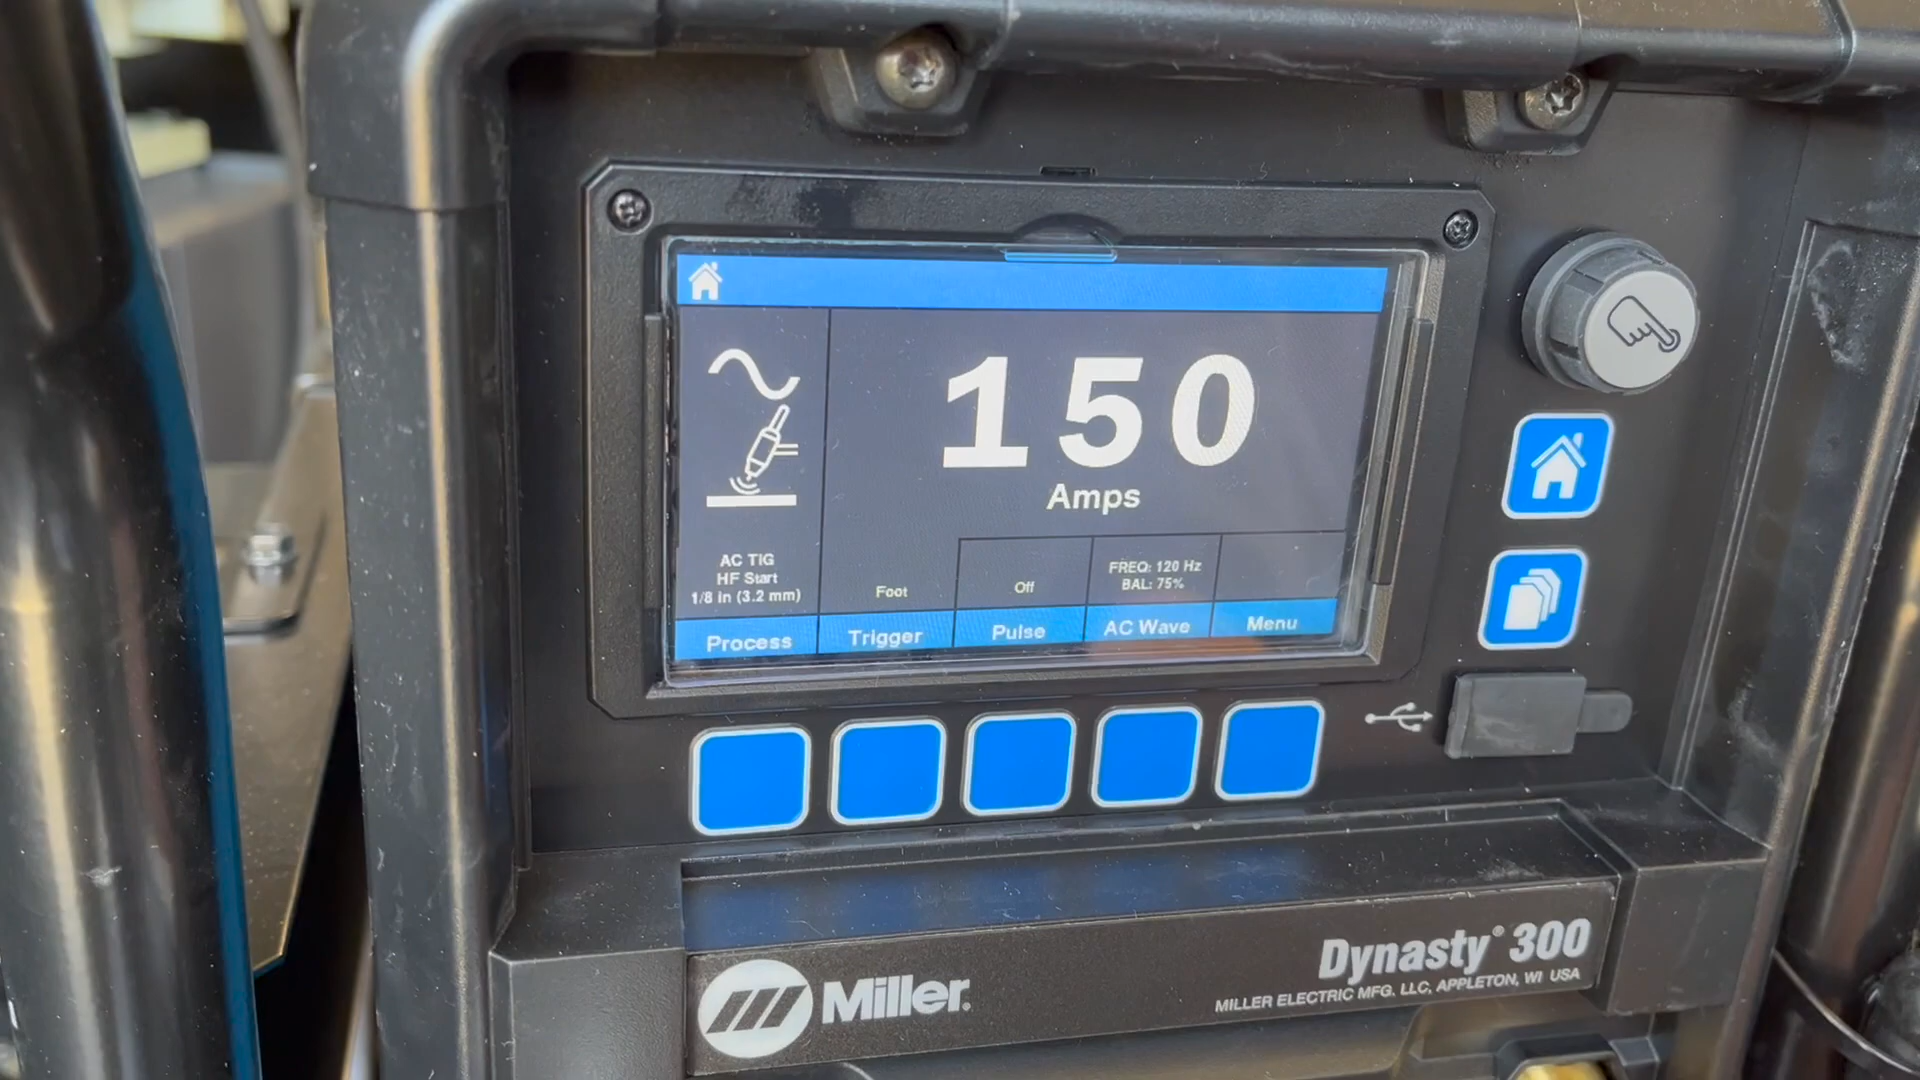 150
Amps
AC TIG
HF Start
1/8 in (3.2 mm)
Foot
Off
FREQ: 120 Hz
BAL: 75%
Process
Trigger
Pulse
AC Wave
Menu
Miller®
Dynasty® 300
MILLER ELECTRIC MFG. LLC, APPLETON, WI USA